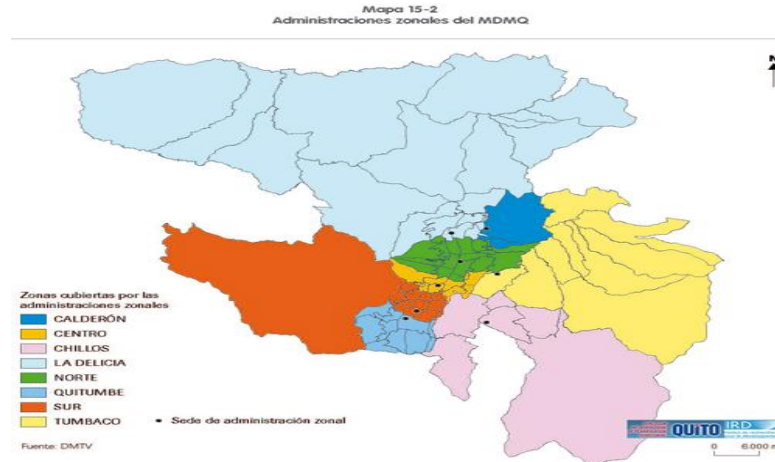 Mapa 15-2
Administraciones zonales del MDMQ
N
Zonas cubiertas por las
administraciones zonales
CALDERÓN
CENTRO
CHILLOS
LA DELICIA
NORTE
QUITUMBE
SUR
TUMBACO
• Sede de administración zonal
Fuente: DMTV
QUITO
IRD
0 6.000 m